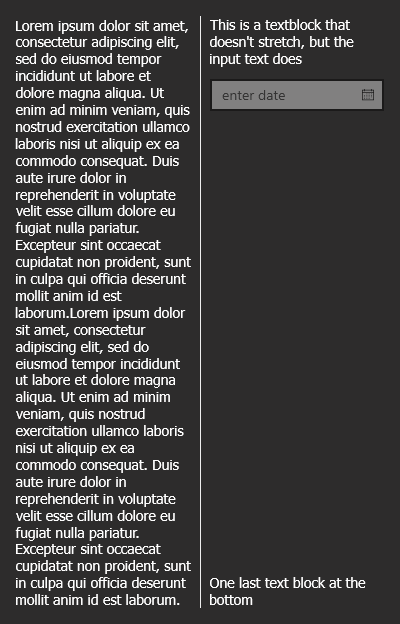 Lorem ipsum dolor sit amet,
consectetur adipiscing elit,
sed do eiusmod tempor
incididunt ut labore et
dolore magna aliqua. Ut
enim ad minim veniam, quis
nostrud exercitation ullamco
laboris nisi ut aliquip ex ea
commodo consequat. Duis
aute irure dolor in
reprehenderit in voluptate
velit esse cillum dolore eu
fugiat nulla pariatur.
Excepteur sint occaecat
cupidatat non proident, sunt
in culpa qui officia deserunt
mollit anim id est
laborum.Lorem ipsum dolor
sit amet, consectetur
adipiscing elit, sed do
eiusmod tempor incididunt
ut labore et dolore magna
aliqua. Ut enim ad minim
veniam, quis nostrud
exercitation ullamco laboris
nisi ut aliquip ex ea
commodo consequat. Duis
aute irure dolor in
reprehenderit in voluptate
velit esse cillum dolore eu
fugiat nulla pariatur.
Excepteur sint occaecat
cupidatat non proident, sunt
in culpa qui officia deserunt
mollit anim id est laborum.
This is a textblock that
doesn't stretch, but the
input text does
enter date
One last text block at the
bottom